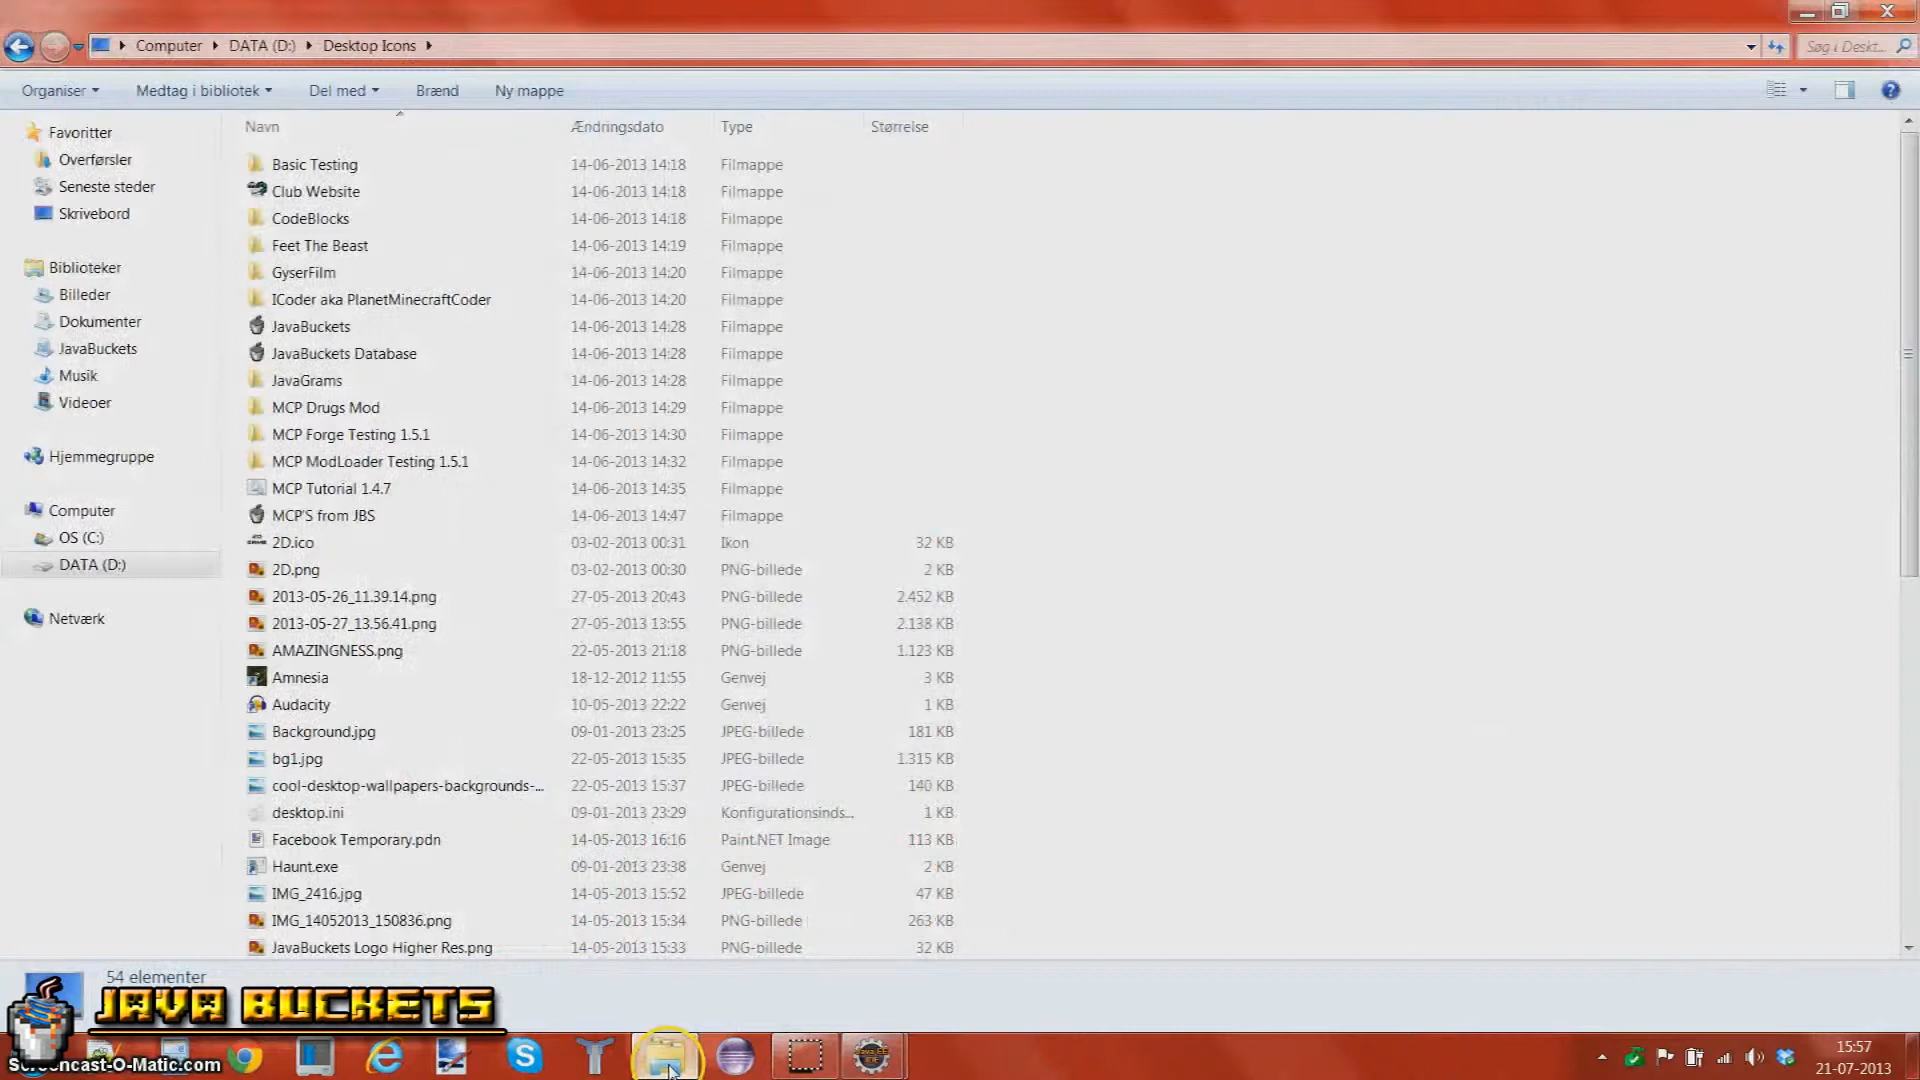 Computer DATA (D:) Desktop Icons Søg i Deskt...
Organiser Medtag i bibliotek Del med Brænd Ny mappe
Navn Ændringsdato Type Størrelse
Favoritter
Overførsler
Seneste steder
Skrivebord
Biblioteker
Billeder
Dokumenter
JavaBuckets
Musik
Videoer
Hjemmegruppe
Computer
OS (C:)
DATA (D:)
Netværk
Basic Testing 14-06-2013 14:18 Filmappe
Club Website 14-06-2013 14:18 Filmappe
CodeBlocks 14-06-2013 14:18 Filmappe
Feet The Beast 14-06-2013 14:19 Filmappe
GyserFilm 14-06-2013 14:20 Filmappe
ICoder aka PlanetMinecraftCoder 14-06-2013 14:20 Filmappe
JavaBuckets 14-06-2013 14:28 Filmappe
JavaBuckets Database 14-06-2013 14:28 Filmappe
JavaGrams 14-06-2013 14:28 Filmappe
MCP Drugs Mod 14-06-2013 14:29 Filmappe
MCP Forge Testing 1.5.1 14-06-2013 14:30 Filmappe
MCP ModLoader Testing 1.5.1 14-06-2013 14:32 Filmappe
MCP Tutorial 1.4.7 14-06-2013 14:35 Filmappe
MCP'S from JBS 14-06-2013 14:47 Filmappe
2D.ico 03-02-2013 00:31 Ikon 32 KB
2D.png 03-02-2013 00:30 PNG-billede 2 KB
2013-05-26_11.39.14.png 27-05-2013 20:43 PNG-billede 2.452 KB
2013-05-27_13.56.41.png 27-05-2013 13:55 PNG-billede 2.138 KB
AMAZINGNESS.png 22-05-2013 21:18 PNG-billede 1.123 KB
Amnesia 18-12-2012 11:55 Genvej 3 KB
Audacity 10-05-2013 22:22 Genvej 1 KB
Background.jpg 09-01-2013 23:25 JPEG-billede 181 KB
bg1.jpg 22-05-2013 15:35 JPEG-billede 1.315 KB
cool-desktop-wallpapers-backgrounds-... 22-05-2013 15:37 JPEG-billede 140 KB
desktop.ini 09-01-2013 23:29 Konfigurationsinds... 1 KB
Facebook Temporary.pdn 14-05-2013 16:16 Paint.NET Image 113 KB
Haunt.exe 09-01-2013 23:38 Genvej 2 KB
IMG_2416.jpg 14-05-2013 15:52 JPEG-billede 47 KB
IMG_14052013_150836.png 14-05-2013 15:34 PNG-billede 263 KB
JavaBuckets Logo Higher Res.png 14-05-2013 15:33 PNG-billede 32 KB
54 elementer
JAVA BUCKETS
Screencast-O-Matic.com
Java EE
IDE
15:57
21-07-2013